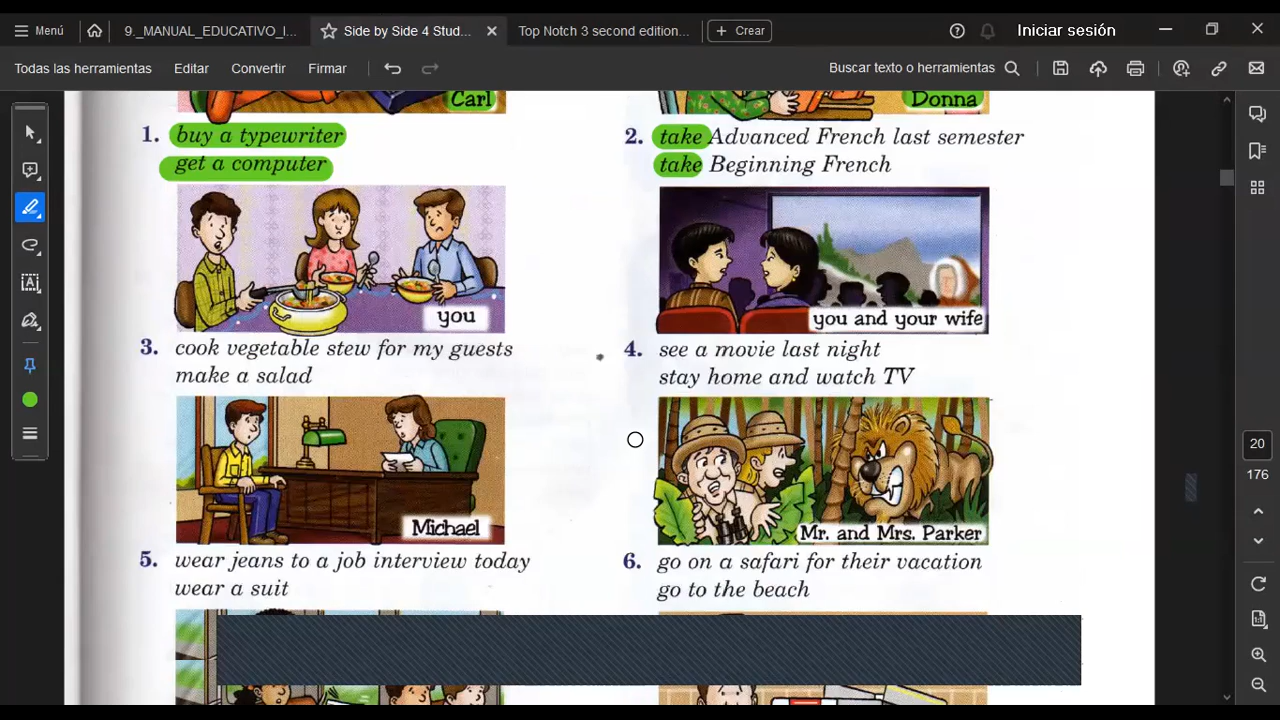 Menú
9._MANUAL_EDUCATIVO_I...
Side by Side 4 Stud...
Top Notch 3 second edition...
Crear
Iniciar sesión
Todas las herramientas
Editar
Convertir
Firmar
Buscar texto o herramientas
Carl
Donna
1. buy a typewriter
get a computer
2. take Advanced French last semester
take Beginning French
you
you and your wife
3. cook vegetable stew for my guests
make a salad
4. see a movie last night
stay home and watch TV
Michael
Mr. and Mrs. Parker
5. wear jeans to a job interview today
wear a suit
6. go on a safari for their vacation
go to the beach
20
176
1:1